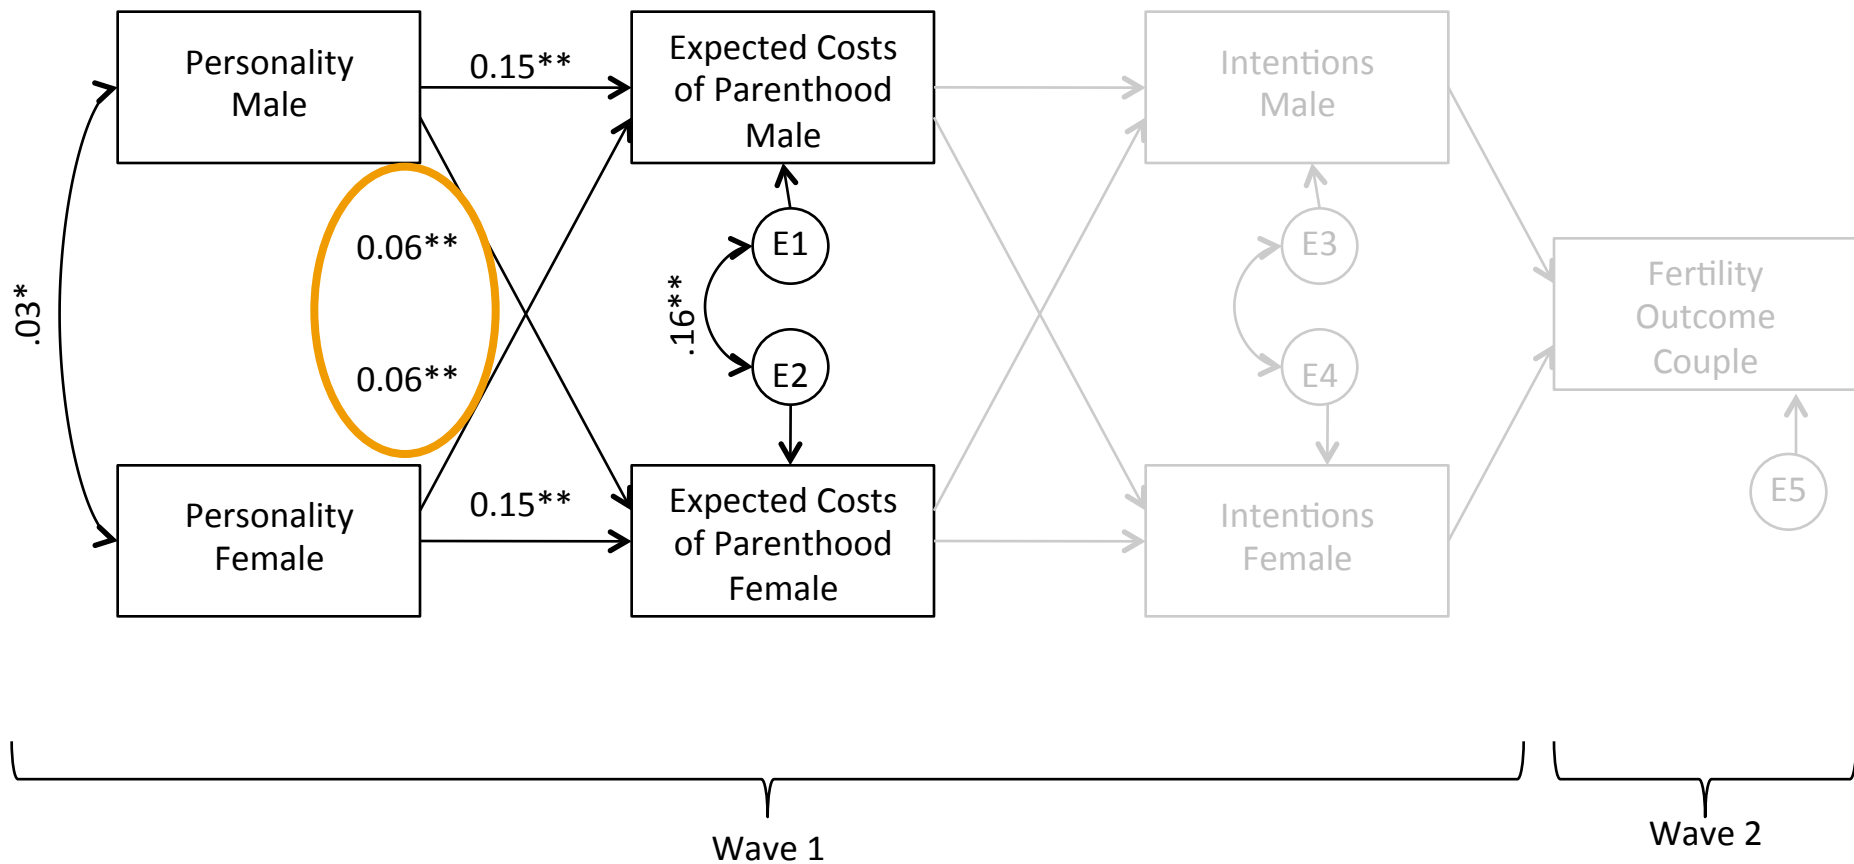 Personality
Male
0.15**
Expected Costs
of Parenthood
Male
Intentions
Male
0.06**
E1
E3
.03*
.16**
Fertility
Outcome
Couple
0.06**
E2
E4
Personality
Female
0.15**
Expected Costs
of Parenthood
Female
Intentions
Female
E5
Wave 1
Wave 2